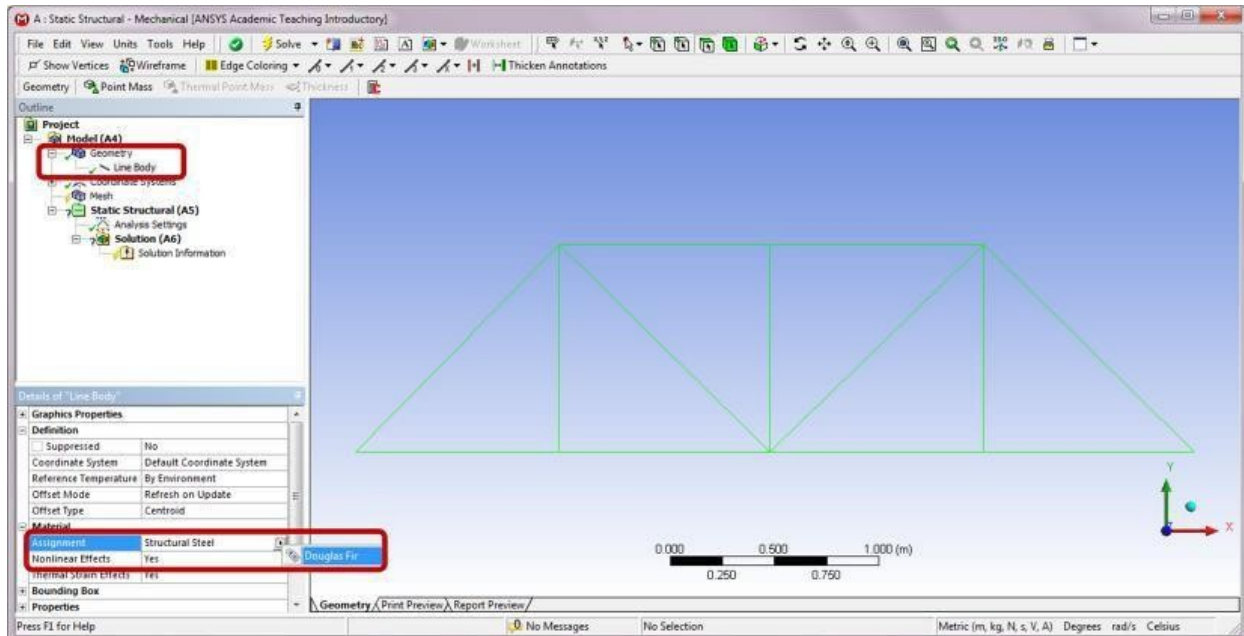 A : Static Structural - Mechanical [ANSYS Academic Teaching Introductory]
File Edit View Units Tools Help Solve Worksheet
Show Vertices Wireframe Edge Coloring Thicken Annotations
Geometry Point Mass Thermal Point Mass Thickness
Outline
Project
Model (A4)
Geometry
Line Body
Coordinate Systems
Mesh
Static Structural (A5)
Analysis Settings
Solution (A6)
Solution Information
Details of "Line Body"
Graphics Properties
Definition
Suppressed No
Coordinate System Default Coordinate System
Reference Temperature By Environment
Offset Mode Refresh on Update
Offset Type Centroid
Material
Assignment Structural Steel
Douglas Fir
Nonlinear Effects Yes
Thermal Strain Effects Yes
Bounding Box
Properties
0.000 0.500 1.000 (m)
0.250 0.750
Y
X
Geometry Print Preview Report Preview
Press F1 for Help 0 No Messages No Selection Metric (m, kg, N, s, V, A) Degrees rad/s Celsius